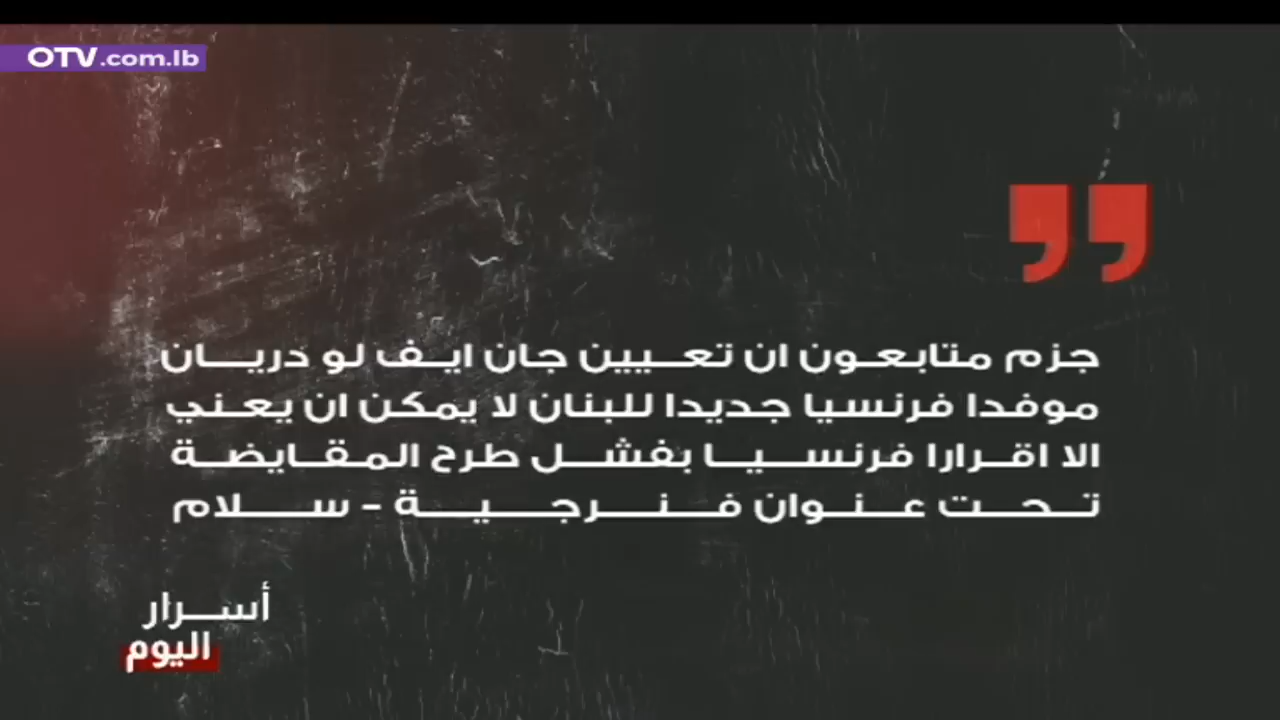 OTV.com.lb
جزم متابعون ان تعيين جان ايف لو دريان
موفدا فرنسيا جديدا للبنان لا يمكن ان يعني
الا اقرارا فرنسيا بفشل طرح المقايضة
تحت عنوان فنرجية - سلام
أسرار
اليوم